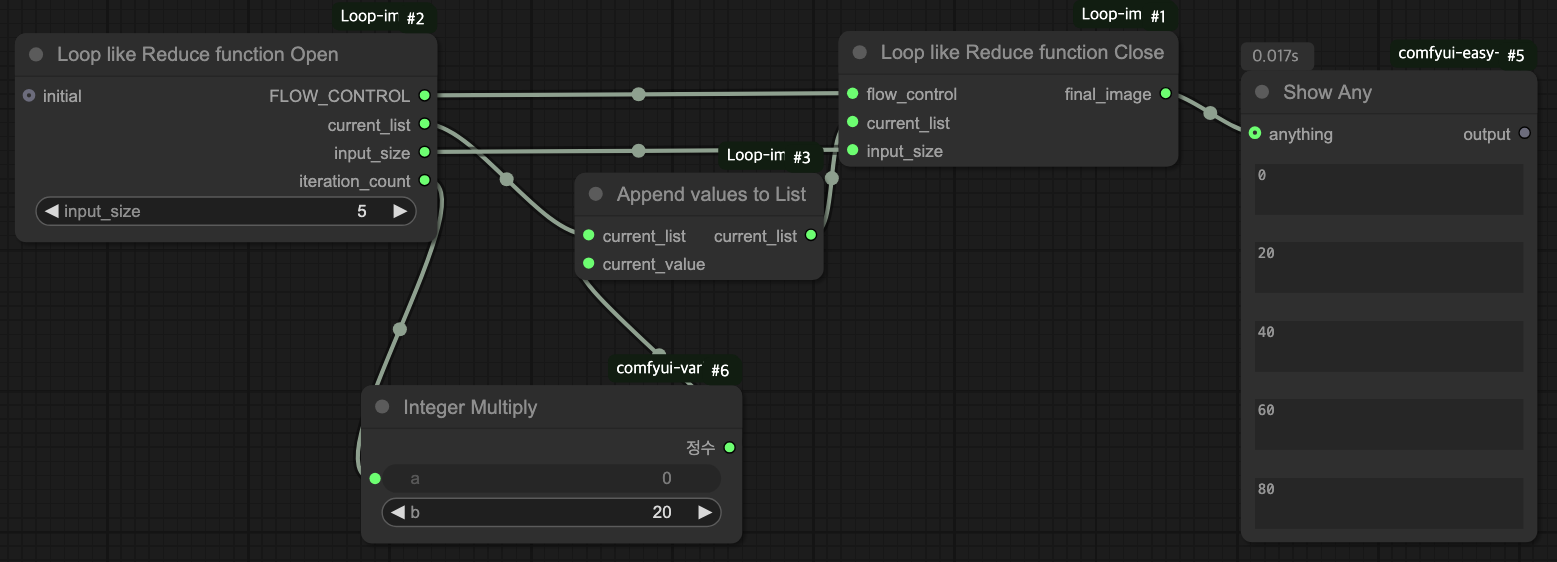 Loop-im #2
Loop like Reduce function Open
initial
FLOW_CONTROL
current_list
input_size
iteration_count
input_size 5
Loop-im #3
Append values to List
current_list current_list
current_value
comfyui-var #6
Integer Multiply
정수
a 0
b 20
Loop-im #1
Loop like Reduce function Close
flow_control final_image
current_list
input_size
0.017s
comfyui-easy- #5
Show Any
anything output
0
20
40
60
80